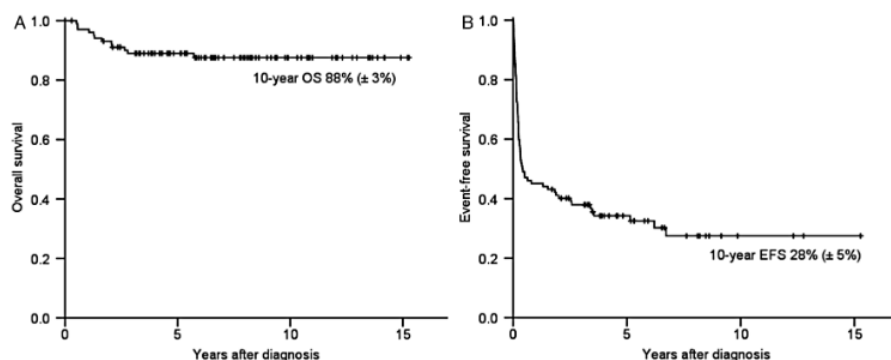 A
Overall survival
1.0
0.8
0.6
0.4
0.2
0.0
10-year OS 88% (± 3%)
0
5
10
15
Years after diagnosis
B
Event-free survival
1.0
0.8
0.6
0.4
0.2
0.0
10-year EFS 28% (± 5%)
0
5
10
15
Years after diagnosis